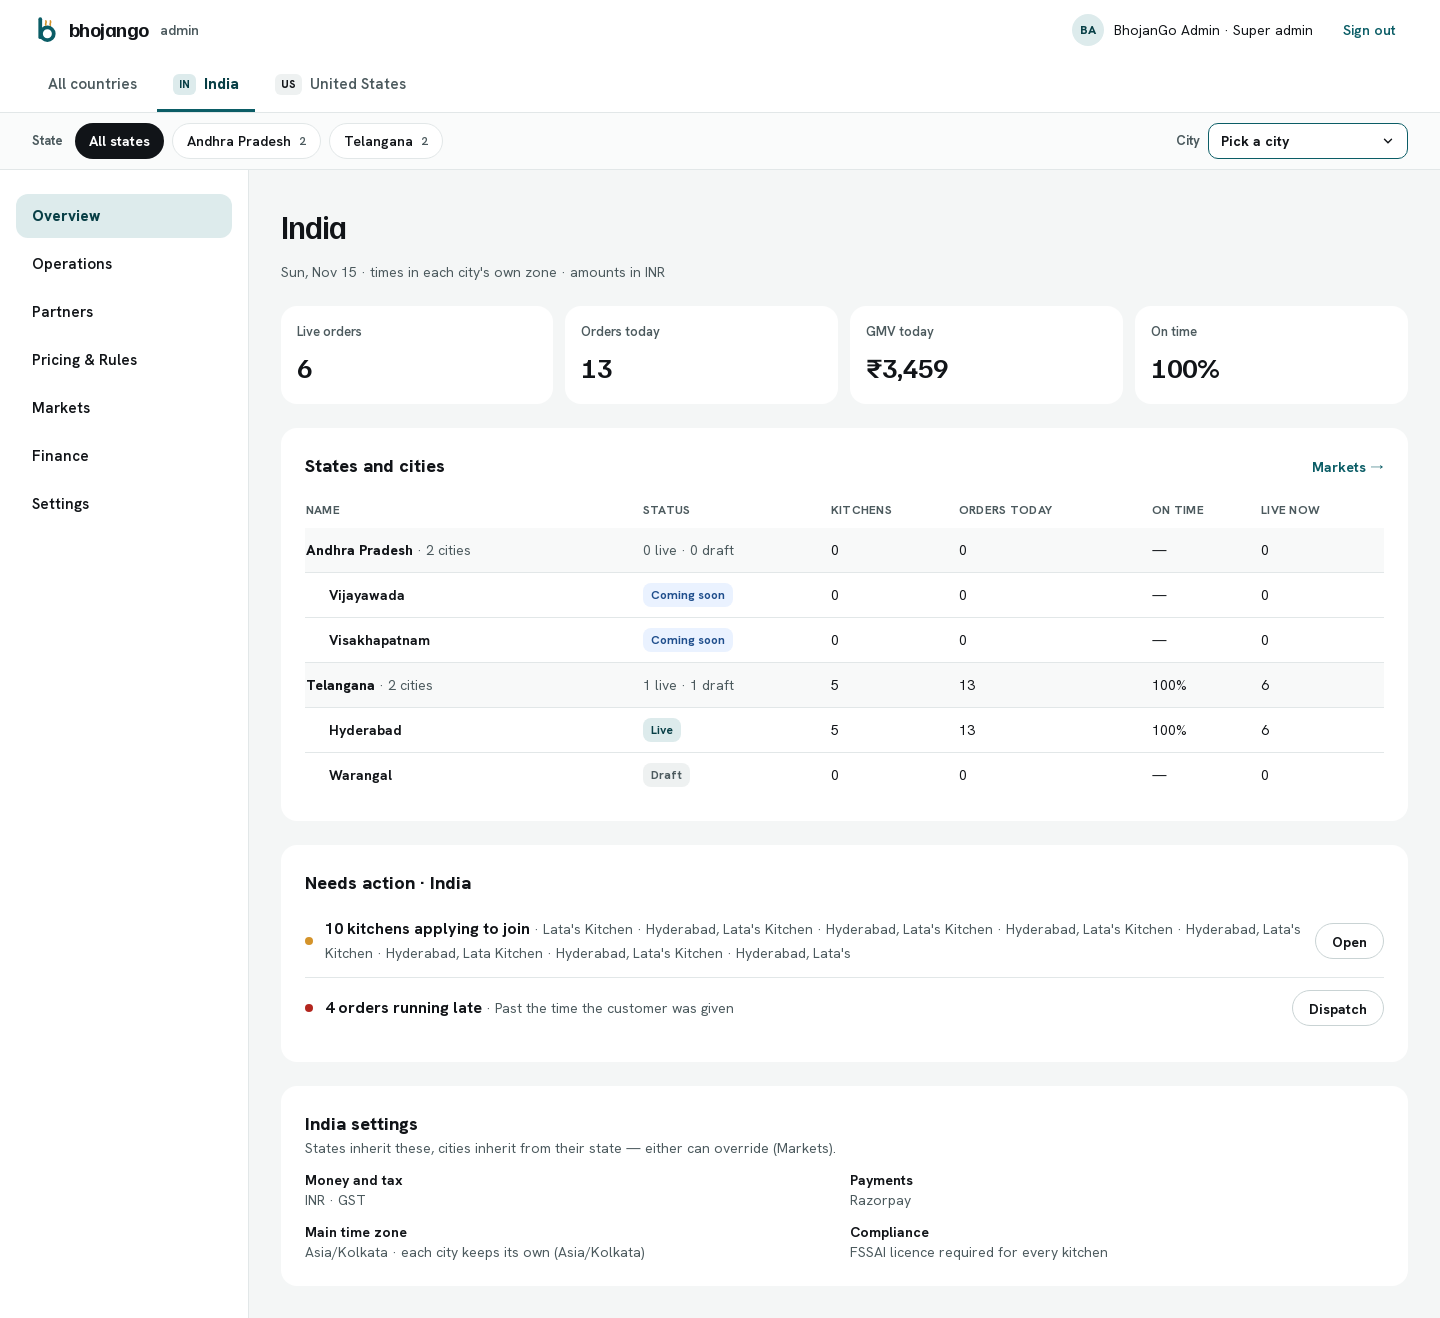 bhojango admin
BA BhojanGo Admin · Super admin Sign out
All countries IN India US United States
State All states Andhra Pradesh 2 Telangana 2 City Pick a city
Overview
Operations
Partners
Pricing & Rules
Markets
Finance
Settings
India
Sun, Nov 15 · times in each city's own zone · amounts in INR
Live orders Orders today GMV today On time
6 13 ₹3,459 100%
States and cities Markets →
NAME STATUS KITCHENS ORDERS TODAY ON TIME LIVE NOW
Andhra Pradesh · 2 cities 0 live · 0 draft 0 0 — 0
Vijayawada Coming soon 0 0 — 0
Visakhapatnam Coming soon 0 0 — 0
Telangana · 2 cities 1 live · 1 draft 5 13 100% 6
Hyderabad Live 5 13 100% 6
Warangal Draft 0 0 — 0
Needs action · India
10 kitchens applying to join · Lata's Kitchen · Hyderabad, Lata's Kitchen · Hyderabad, Lata's Kitchen · Hyderabad, Lata's Kitchen · Hyderabad, Lata's
Kitchen · Hyderabad, Lata Kitchen · Hyderabad, Lata's Kitchen · Hyderabad, Lata's
Open
4 orders running late · Past the time the customer was given Dispatch
India settings
States inherit these, cities inherit from their state — either can override (Markets).
Money and tax Payments
INR · GST Razorpay
Main time zone Compliance
Asia/Kolkata · each city keeps its own (Asia/Kolkata) FSSAI licence required for every kitchen